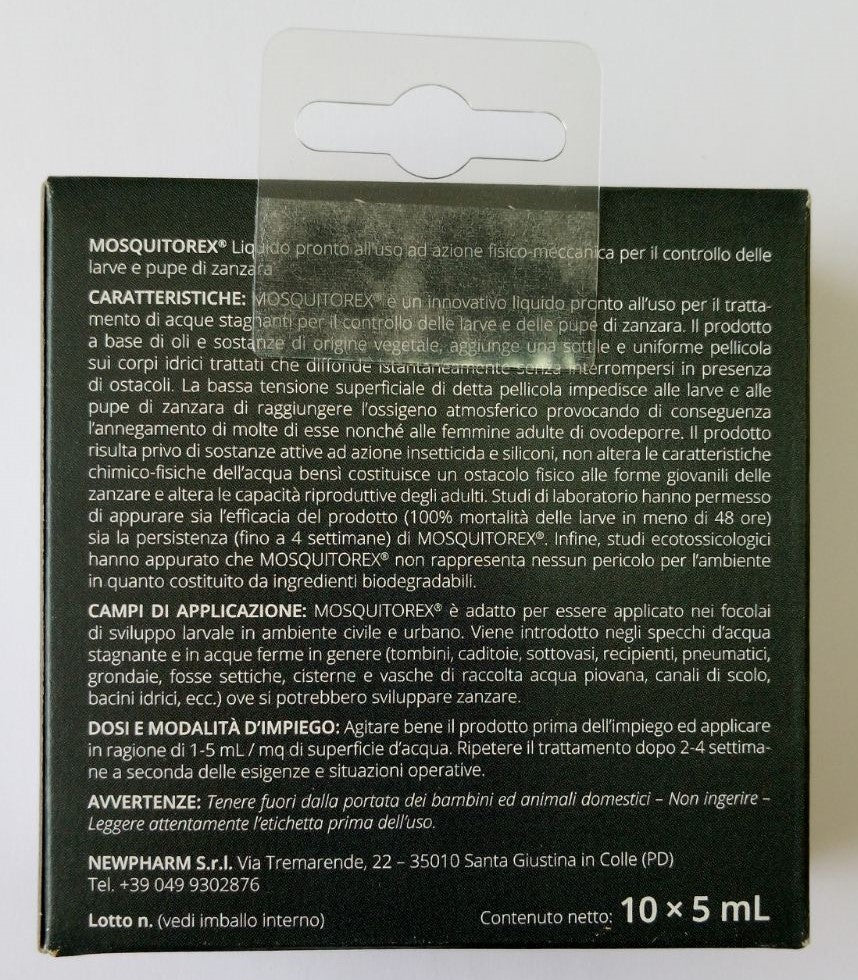 MOSQUITOREX® Liquido pronto all'uso ad azione fisico-meccanica per il controllo delle
larve e pupe di zanzara
CARATTERISTICHE: MOSQUITOREX® è un innovativo liquido pronto all'uso per il tratta-
mento di acque stagnanti per il controllo delle larve e delle pupe di zanzara. Il prodotto
a base di oli e sostanze di origine vegetale, aggiunge una sottile e uniforme pellicola
sui corpi idrici trattati che diffonde istantaneamente senza interrompersi in presenza
di ostacoli. La bassa tensione superficiale di detta pellicola impedisce alle larve e alle
pupe di zanzara di raggiungere l'ossigeno atmosferico provocando di conseguenza
l'annegamento di molte di esse nonché alle femmine adulte di ovodeporre. Il prodotto
risulta privo di sostanze attive ad azione insetticida e siliconi, non altera le caratteristiche
chimico-fisiche dell'acqua bensì costituisce un ostacolo fisico alle forme giovanili delle
zanzare e altera le capacità riproduttive degli adulti. Studi di laboratorio hanno permesso
di appurare sia l'efficacia del prodotto (100% mortalità delle larve in meno di 48 ore)
sia la persistenza (fino a 4 settimane) di MOSQUITOREX®. Infine, studi ecotossicologici
hanno appurato che MOSQUITOREX® non rappresenta nessun pericolo per l'ambiente
in quanto costituito da ingredienti biodegradabili.
CAMPI DI APPLICAZIONE: MOSQUITOREX® è adatto per essere applicato nei focolai
di sviluppo larvale in ambiente civile e urbano. Viene introdotto negli specchi d'acqua
stagnante e in acque ferme in genere (tombini, caditoie, sottovasi, recipienti, pneumatici,
grondaie, fosse settiche, cisterne e vasche di raccolta acqua piovana, canali di scolo,
bacini idrici, ecc.) ove si potrebbero sviluppare zanzare.
DOSI E MODALITÀ D'IMPIEGO: Agitare bene il prodotto prima dell'impiego ed applicare
in ragione di 1-5 mL / mq di superficie d'acqua. Ripetere il trattamento dopo 2-4 settima-
ne a seconda delle esigenze e situazioni operative.
AVVERTENZE: Tenere fuori dalla portata dei bambini ed animali domestici – Non ingerire –
Leggere attentamente l'etichetta prima dell'uso.
NEWPHARM S.r.l. Via Tremarende, 22 – 35010 Santa Giustina in Colle (PD)
Tel. +39 049 9302876
Lotto n. (vedi imballo interno) Contenuto netto: 10 × 5 mL